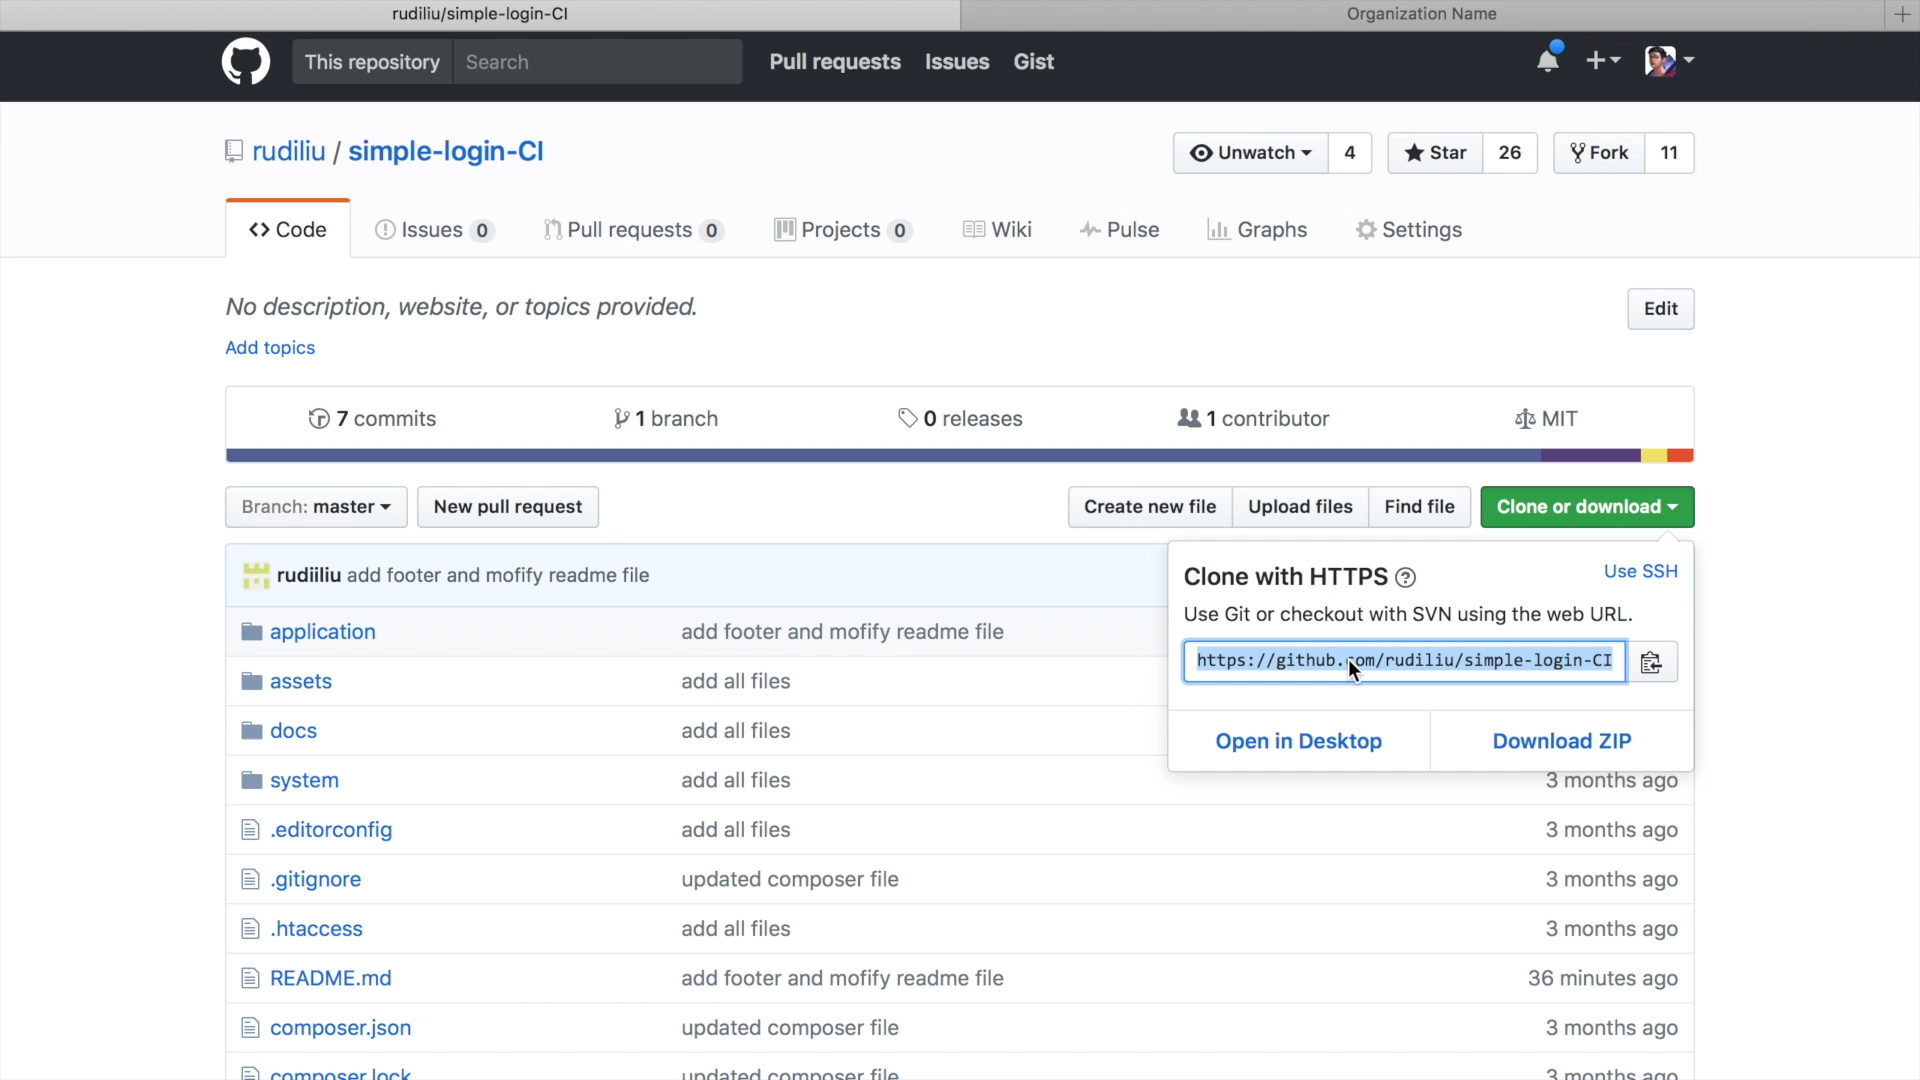 rudiliu/simple-login-CI
Organization Name
This repository
Search
Pull requests
Issues
Gist
rudiliu / simple-login-CI
Unwatch
4
Star
26
Fork
11
Code
Issues 0
Pull requests 0
Projects 0
Wiki
Pulse
Graphs
Settings
No description, website, or topics provided.
Edit
Add topics
7 commits
1 branch
0 releases
1 contributor
MIT
Branch: master
New pull request
Create new file
Upload files
Find file
Clone or download
rudiiliu add footer and mofify readme file
Clone with HTTPS
Use SSH
Use Git or checkout with SVN using the web URL.
https://github.com/rudiliu/simple-login-CI
Open in Desktop
Download ZIP
application
add footer and mofify readme file
assets
add all files
docs
add all files
system
add all files
3 months ago
.editorconfig
add all files
3 months ago
.gitignore
updated composer file
3 months ago
.htaccess
add all files
3 months ago
README.md
add footer and mofify readme file
36 minutes ago
composer.json
updated composer file
3 months ago
composer.lock
updated composer file
3 months ago